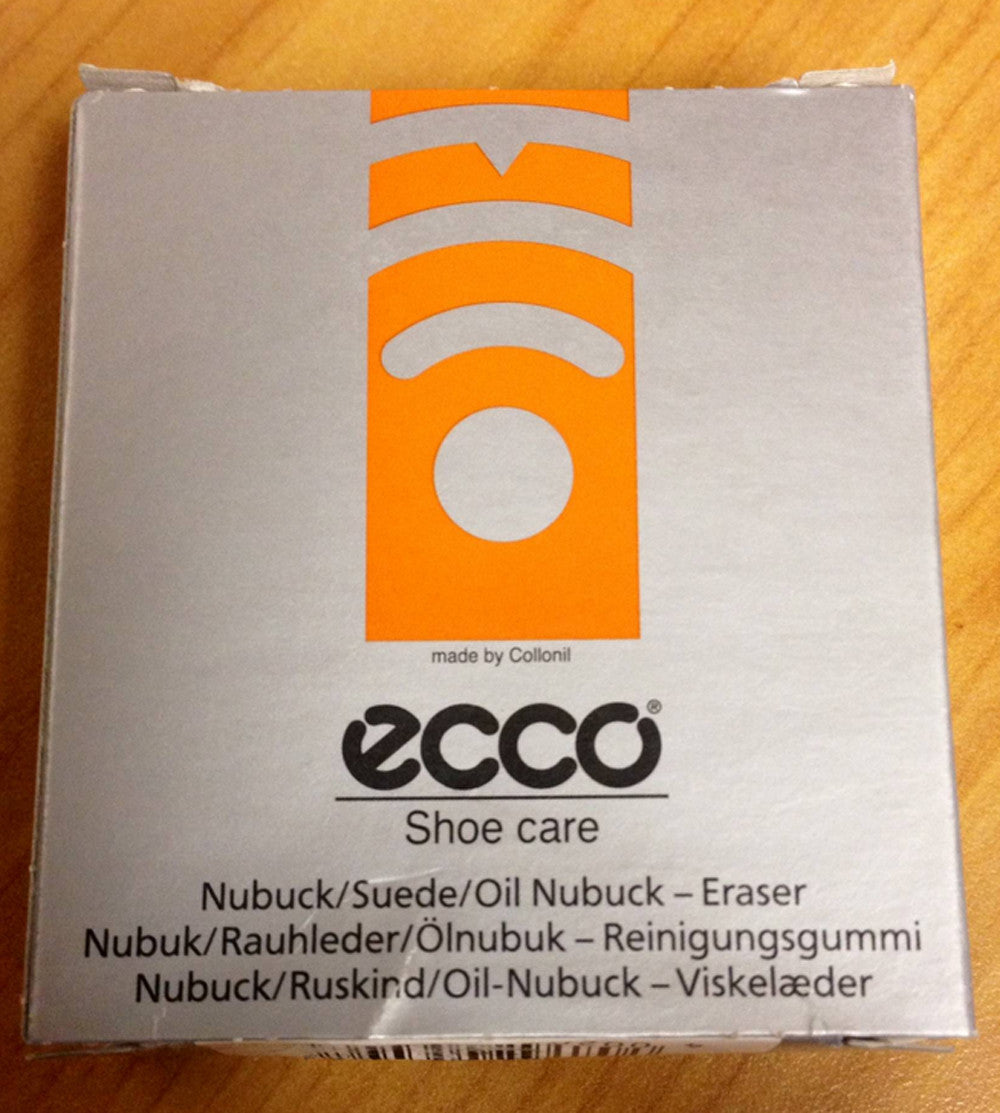 made by Collonil
ecco®
Shoe care
Nubuck/Suede/Oil Nubuck – Eraser
Nubuk/Rauhleder/Ölnubuk – Reinigungsgummi
Nubuck/Ruskind/Oil-Nubuck – Viskelæder